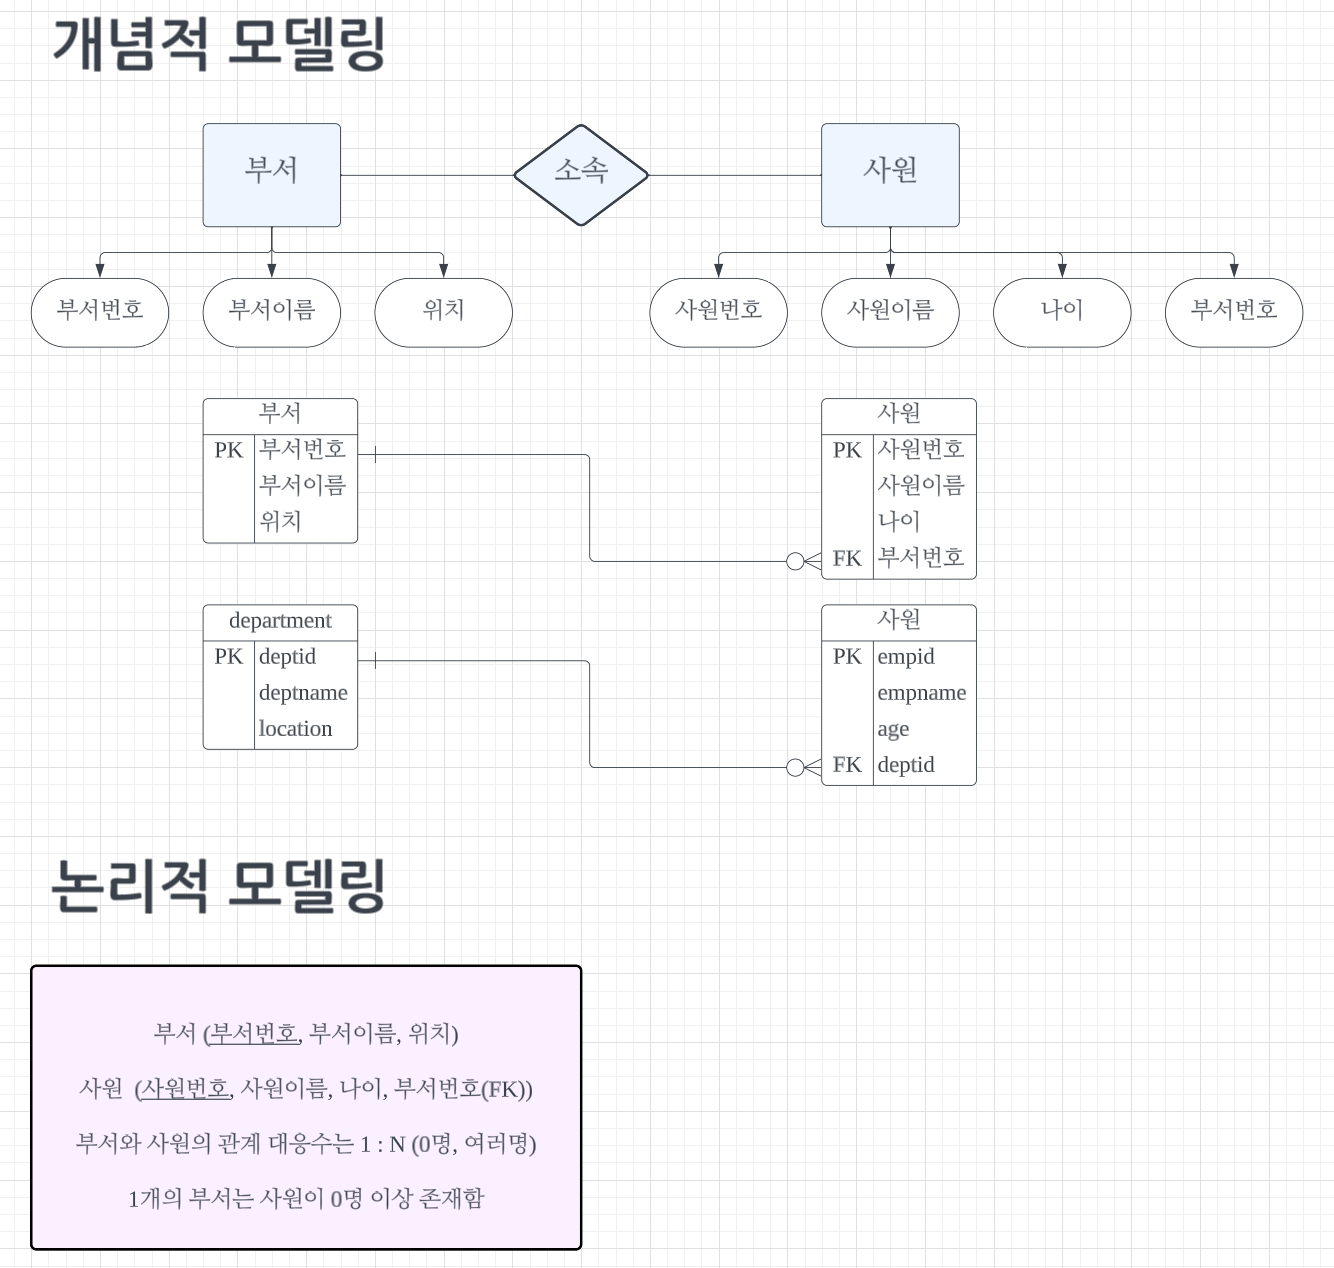 개념적 모델링
부서
소속
사원
부서번호
부서이름
위치
사원번호
사원이름
나이
부서번호
부서
PK 부서번호
부서이름
위치
사원
PK 사원번호
사원이름
나이
FK 부서번호
department
PK deptid
deptname
location
사원
PK empid
empname
age
FK deptid
논리적 모델링
부서 (부서번호, 부서이름, 위치)
사원 (사원번호, 사원이름, 나이, 부서번호(FK))
부서와 사원의 관계 대응수는 1 : N (0명, 여러명)
1개의 부서는 사원이 0명 이상 존재함